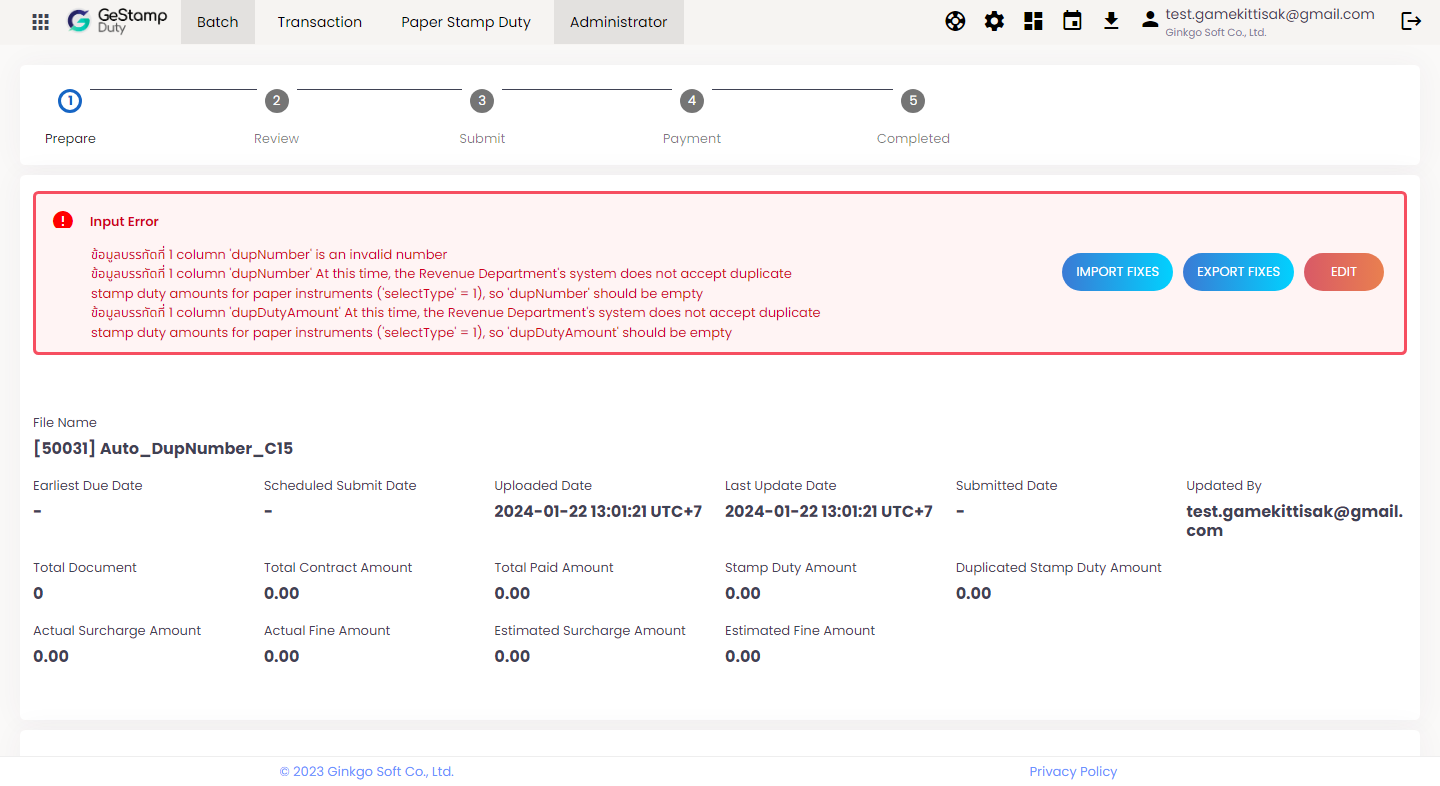 GeStamp
Duty
Batch
Transaction
Paper Stamp Duty
Administrator
test.gamekittisak@gmail.com
Ginkgo Soft Co., Ltd.
1
2
3
4
5
Prepare
Review
Submit
Payment
Completed
Input Error
ข้อมูลบรรทัดที่ 1 column 'dupNumber' is an invalid number
ข้อมูลบรรทัดที่ 1 column 'dupNumber' At this time, the Revenue Department's system does not accept duplicate
stamp duty amounts for paper instruments ('selectType' = 1), so 'dupNumber' should be empty
ข้อมูลบรรทัดที่ 1 column 'dupDutyAmount' At this time, the Revenue Department's system does not accept duplicate
stamp duty amounts for paper instruments ('selectType' = 1), so 'dupDutyAmount' should be empty
IMPORT FIXES
EXPORT FIXES
EDIT
File Name
[50031] Auto_DupNumber_C15
Earliest Due Date
-
Scheduled Submit Date
-
Uploaded Date
2024-01-22 13:01:21 UTC+7
Last Update Date
2024-01-22 13:01:21 UTC+7
Submitted Date
-
Updated By
test.gamekittisak@gmail.
com
Total Document
0
Total Contract Amount
0.00
Total Paid Amount
0.00
Stamp Duty Amount
0.00
Duplicated Stamp Duty Amount
0.00
Actual Surcharge Amount
0.00
Actual Fine Amount
0.00
Estimated Surcharge Amount
0.00
Estimated Fine Amount
0.00
© 2023 Ginkgo Soft Co., Ltd.
Privacy Policy